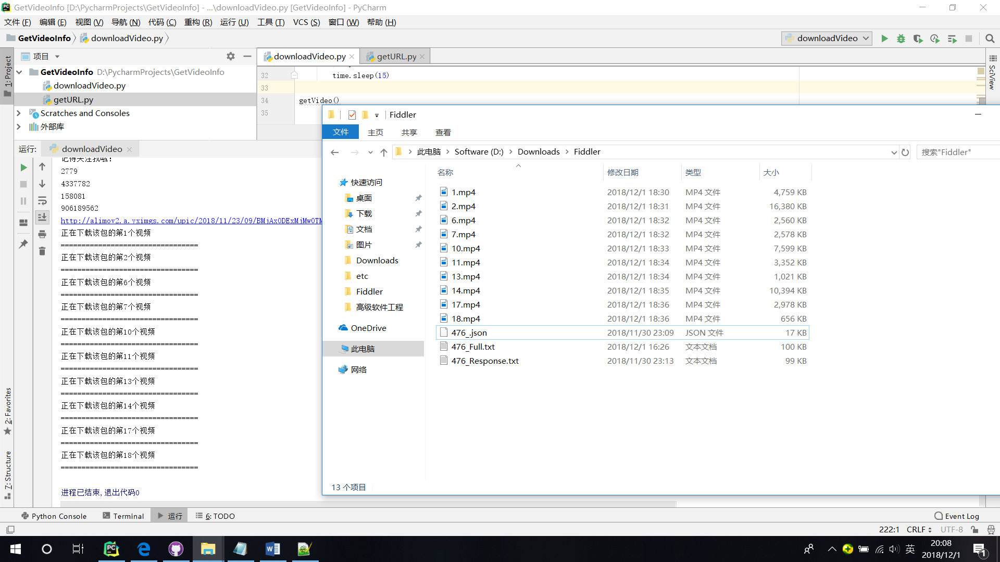 GetVideoInfo [D:\PycharmProjects\GetVideoInfo] - ...\downloadVideo.py [GetVideoInfo] - PyCharm
文件 (F) 编辑 (E) 视图 (V) 导航 (N) 代码 (C) 重构 (R) 运行 (U) 工具 (T) VCS (S) 窗口 (W) 帮助 (H)
GetVideoInfo downloadVideo.py
downloadVideo
1: Project
项目
GetVideoInfo D:\PycharmProjects\GetVideoInfo
downloadVideo.py
getURL.py
Scratches and Consoles
外部库
downloadVideo.py getURL.py
32 time.sleep(15)
33
34 getVideo()
35
SciView
运行: downloadVideo
记得关注我哦!
2779
4337782
158081
906189562
http://alimov2.a.yximgs.com/upic/2018/11/23/09/BMjAxODExMjMwOTM
正在下载该包的第1个视频
=================================
正在下载该包的第2个视频
=================================
正在下载该包的第6个视频
=================================
正在下载该包的第7个视频
=================================
正在下载该包的第10个视频
=================================
正在下载该包的第11个视频
=================================
正在下载该包的第13个视频
=================================
正在下载该包的第14个视频
=================================
正在下载该包的第17个视频
=================================
正在下载该包的第18个视频
=================================
进程已结束,退出代码0
2: Favorites
7: Structure
Fiddler
文件 主页 共享 查看
此电脑 Software (D:) Downloads Fiddler
搜索"Fiddler"
快速访问
桌面
下载
文档
图片
Downloads
etc
Fiddler
高级软件工程
OneDrive
此电脑
网络
名称 修改日期 类型 大小
1.mp4 2018/12/1 18:30 MP4 文件 4,759 KB
2.mp4 2018/12/1 18:31 MP4 文件 16,380 KB
6.mp4 2018/12/1 18:32 MP4 文件 2,560 KB
7.mp4 2018/12/1 18:32 MP4 文件 2,578 KB
10.mp4 2018/12/1 18:33 MP4 文件 7,599 KB
11.mp4 2018/12/1 18:34 MP4 文件 3,352 KB
13.mp4 2018/12/1 18:34 MP4 文件 1,021 KB
14.mp4 2018/12/1 18:35 MP4 文件 10,394 KB
17.mp4 2018/12/1 18:36 MP4 文件 2,978 KB
18.mp4 2018/12/1 18:36 MP4 文件 656 KB
476_.json 2018/11/30 23:09 JSON 文件 17 KB
476_Full.txt 2018/12/1 16:26 文本文档 100 KB
476_Response.txt 2018/11/30 23:13 文本文档 99 KB
13 个项目
Python Console Terminal 运行 6: TODO Event Log
222:1 CRLF UTF-8
英 20:08
2018/12/1
1